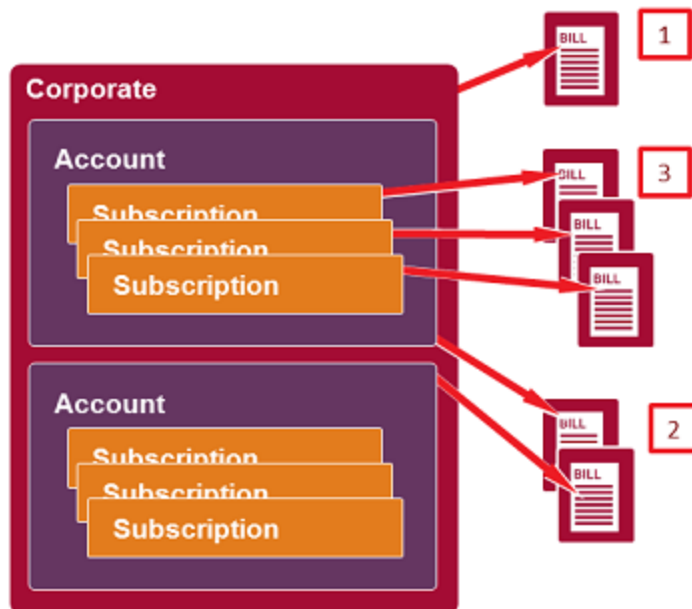 Corporate
BILL
1
Account
Subscription
Subscription
Subscription
BILL
BILL
BILL
3
Account
Subscription
Subscription
Subscription
BILL
BILL
2